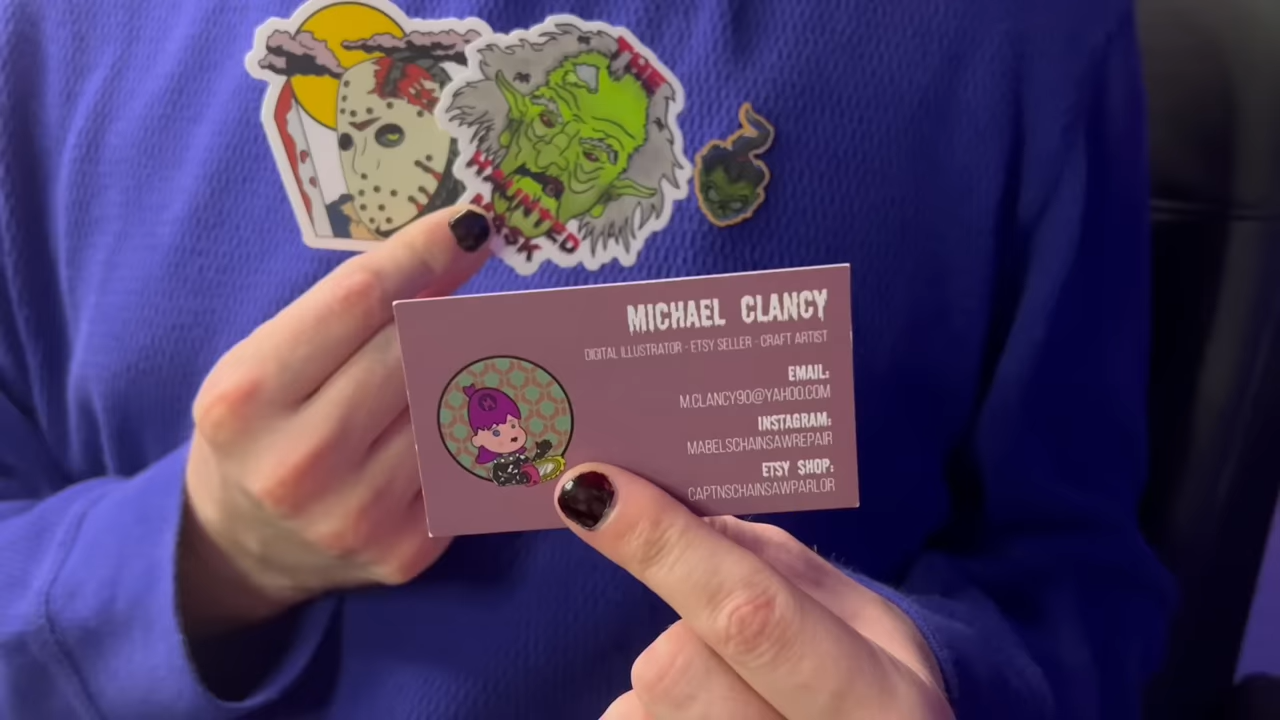 THE
HAUNTED
MASK
MICHAEL CLANCY
DIGITAL ILLUSTRATOR - ETSY SELLER - CRAFT ARTIST
EMAIL:
M.CLANCY90@YAHOO.COM
INSTAGRAM:
MABELSCHAINSAWREPAIR
ETSY SHOP:
CAPTNSCHAINSAWPARLOR